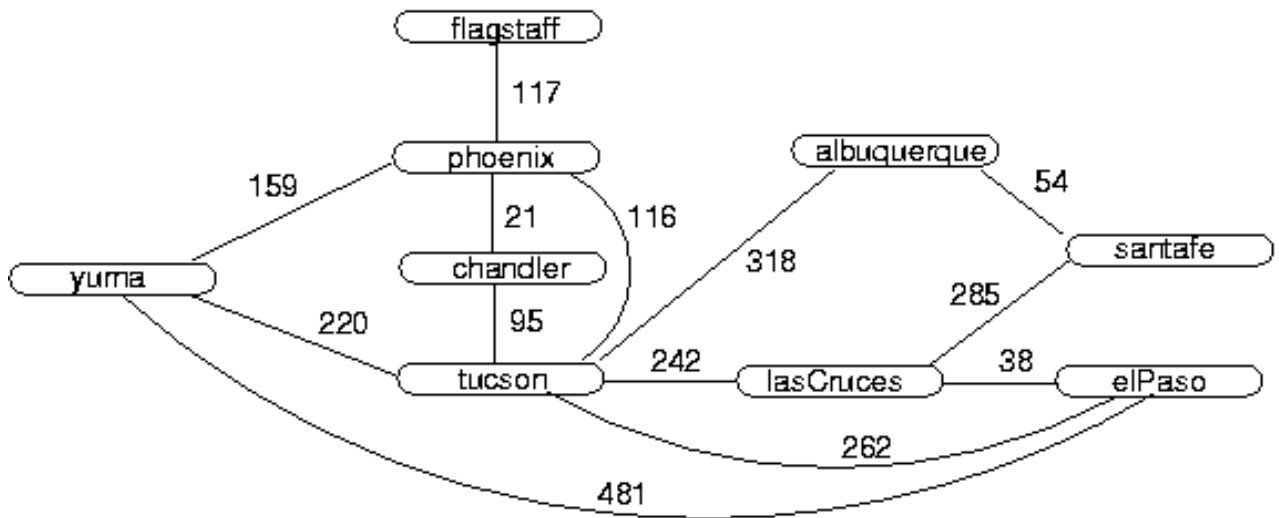 flagstaff
117
phoenix
albuquerque
159
54
21
116
santafe
chandler
318
yuma
285
220
95
tucson
242
lasCruces
38
elPaso
262
481